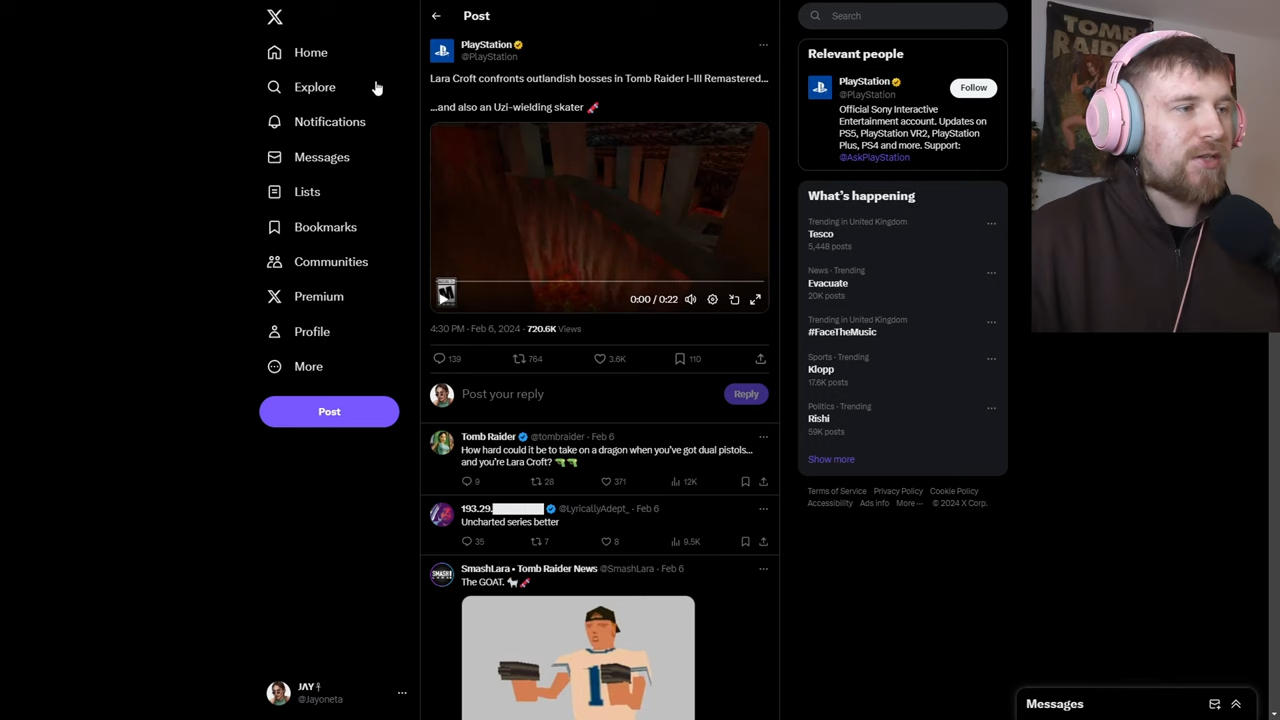 Home
Explore
Notifications
Messages
Lists
Bookmarks
Communities
Premium
Profile
More
Post
JΛY
@Jayoneta
Post
PlayStation
@PlayStation
Lara Croft confronts outlandish bosses in Tomb Raider I-III Remastered...
...and also an Uzi-wielding skater
0:00 / 0:22
4:30 PM · Feb 6, 2024 · 720.6K Views
139 764 3.6K 110
Post your reply
Reply
Tomb Raider @tombraider · Feb 6
How hard could it be to take on a dragon when you've got dual pistols...
and you're Lara Croft?
9 28 371 12K
193.29. @LyricallyAdept_ · Feb 6
Uncharted series better
35 7 8 9.5K
SMASH
SmashLara • Tomb Raider News @SmashLara · Feb 6
The GOAT.
1
Search
Relevant people
PlayStation
@PlayStation
Follow
Official Sony Interactive
Entertainment account. Updates on
PS5, PlayStation VR2, PlayStation
Plus, PS4 and more. Support:
@AskPlayStation
What's happening
Trending in United Kingdom
Tesco
5,448 posts
News · Trending
Evacuate
20K posts
Trending in United Kingdom
#FaceTheMusic
Sports · Trending
Klopp
17.6K posts
Politics · Trending
Rishi
59K posts
Show more
Terms of Service Privacy Policy Cookie Policy
Accessibility Ads info More ··· © 2024 X Corp.
TOMB
RAIDER
Messages